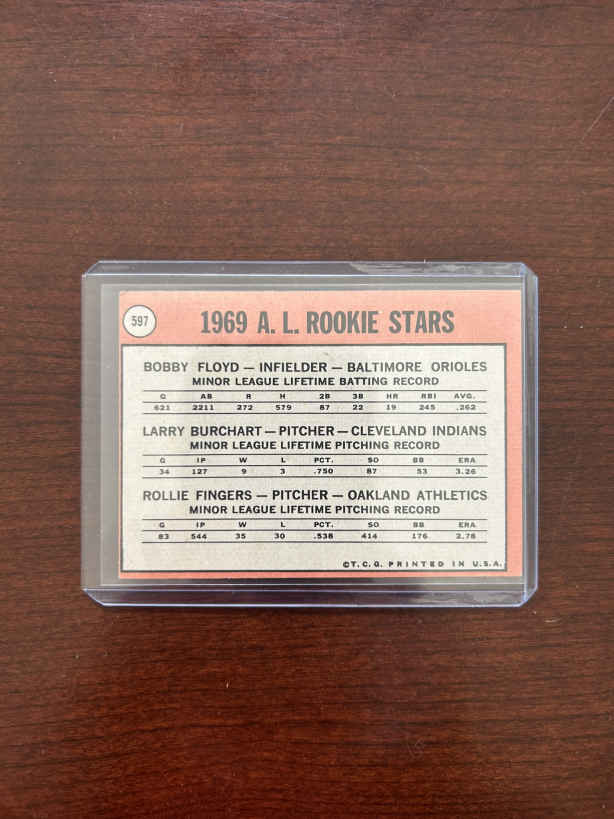 597
1969 A. L. ROOKIE STARS
BOBBY FLOYD — INFIELDER — BALTIMORE ORIOLES
MINOR LEAGUE LIFETIME BATTING RECORD
G AB R H 2B 3B HR RBI AVG.
621 2211 272 579 87 22 19 245 .262
LARRY BURCHART — PITCHER — CLEVELAND INDIANS
MINOR LEAGUE LIFETIME PITCHING RECORD
G IP W L PCT. SO BB ERA
34 127 9 3 .750 87 53 3.26
ROLLIE FINGERS — PITCHER — OAKLAND ATHLETICS
MINOR LEAGUE LIFETIME PITCHING RECORD
G IP W L PCT. SO BB ERA
83 544 35 30 .538 414 176 2.78
©T.C.G. PRINTED IN U.S.A.